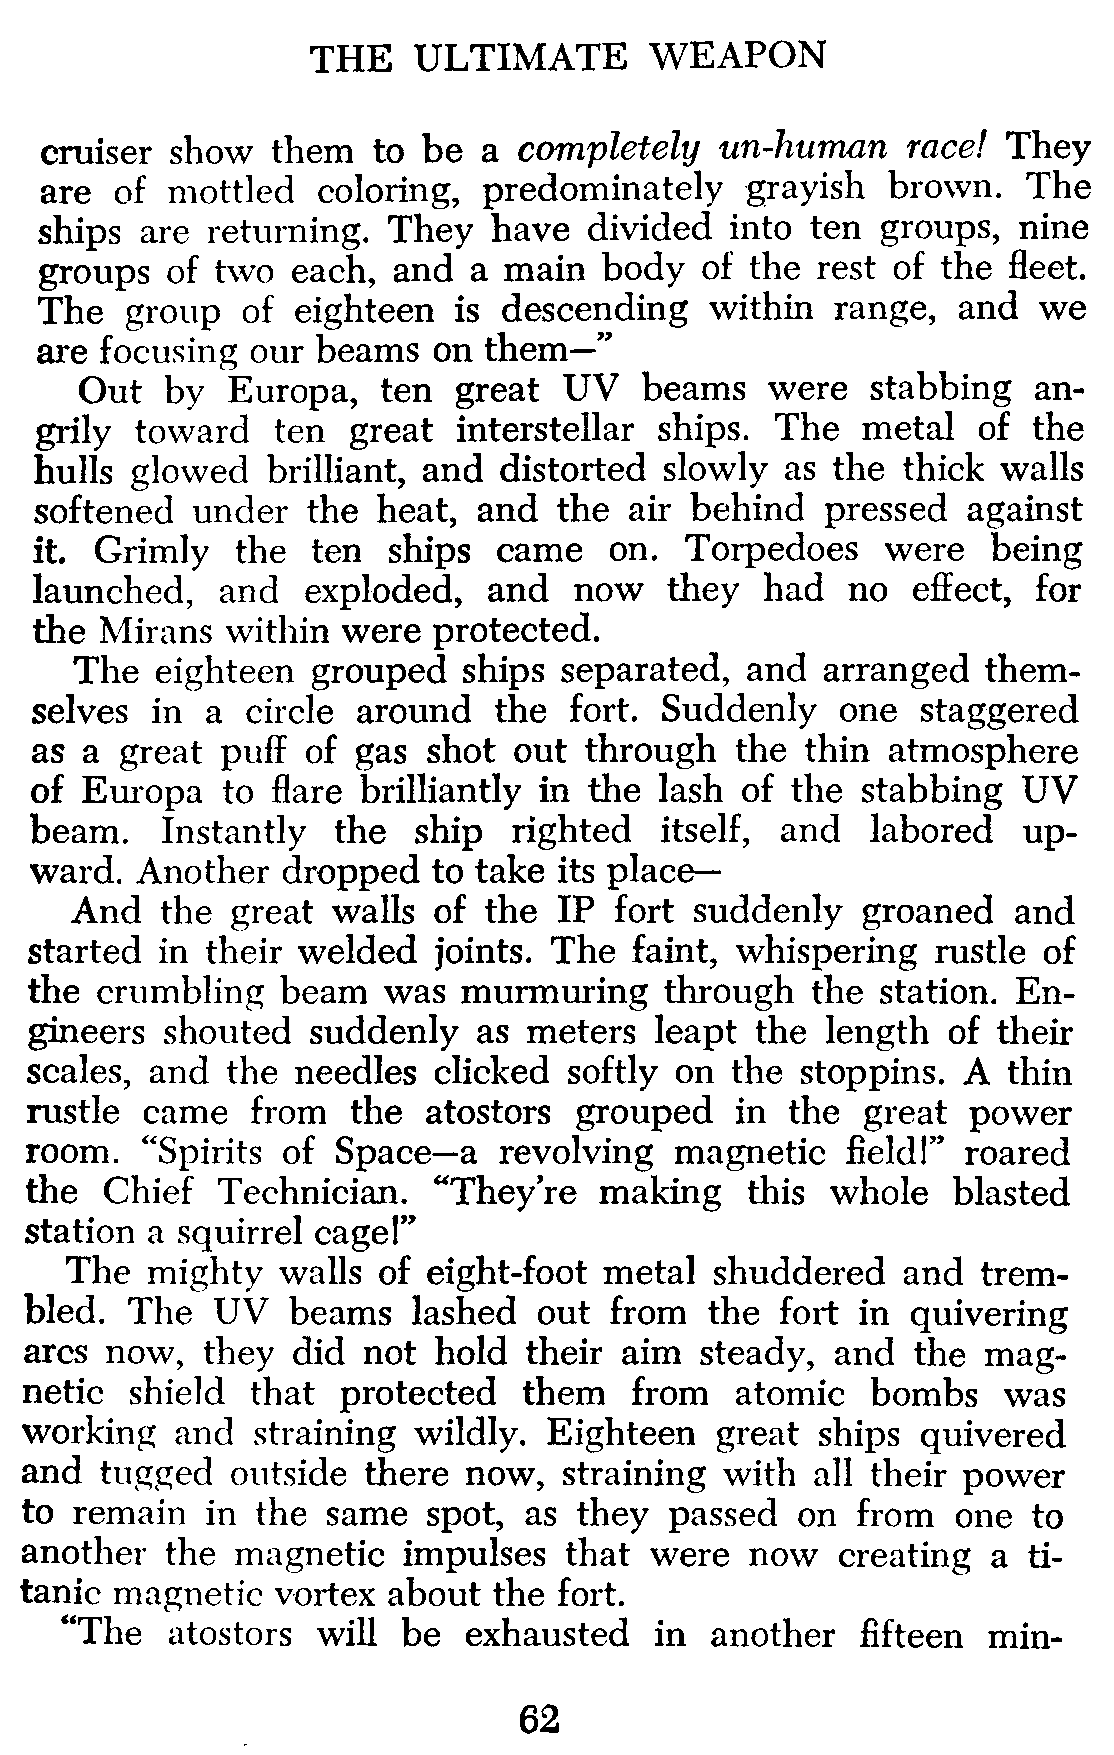 THE ULTIMATE WEAPON
cruiser show them to be a completely un-human race! They
are of mottled coloring, predominately grayish brown. The
ships are returning. They have divided into ten groups, nine
groups of two each, and a main body of the rest of the fleet.
The group of eighteen is descending within range, and we
are focusing our beams on them—”
Out by Europa, ten great UV beams were stabbing an-
grily toward ten great interstellar ships. The metal of the
hulls glowed brilliant, and distorted slowly as the thick walls
softened under the heat, and the air behind pressed against
it. Grimly the ten ships came on. Torpedoes were being
launched, and exploded, and now they had no effect, for
the Mirans within were protected.
The eighteen grouped ships separated, and arranged them-
selves in a circle around the fort. Suddenly one staggered
as a great puff of gas shot out through the thin atmosphere
of Europa to flare brilliantly in the lash of the stabbing UV
beam. Instantly the ship righted itself, and labored up-
ward. Another dropped to take its place—
And the great walls of the IP fort suddenly groaned and
started in their welded joints. The faint, whispering rustle of
the crumbling beam was murmuring through the station. En-
gineers shouted suddenly as meters leapt the length of their
scales, and the needles clicked softly on the stoppins. A thin
rustle came from the atostors grouped in the great power
room. “Spirits of Space—a revolving magnetic field!” roared
the Chief Technician. “They’re making this whole blasted
station a squirrel cage!”
The mighty walls of eight-foot metal shuddered and trem-
bled. The UV beams lashed out from the fort in quivering
arcs now, they did not hold their aim steady, and the mag-
netic shield that protected them from atomic bombs was
working and straining wildly. Eighteen great ships quivered
and tugged outside there now, straining with all their power
to remain in the same spot, as they passed on from one to
another the magnetic impulses that were now creating a ti-
tanic magnetic vortex about the fort.
“The atostors will be exhausted in another fifteen min-
62